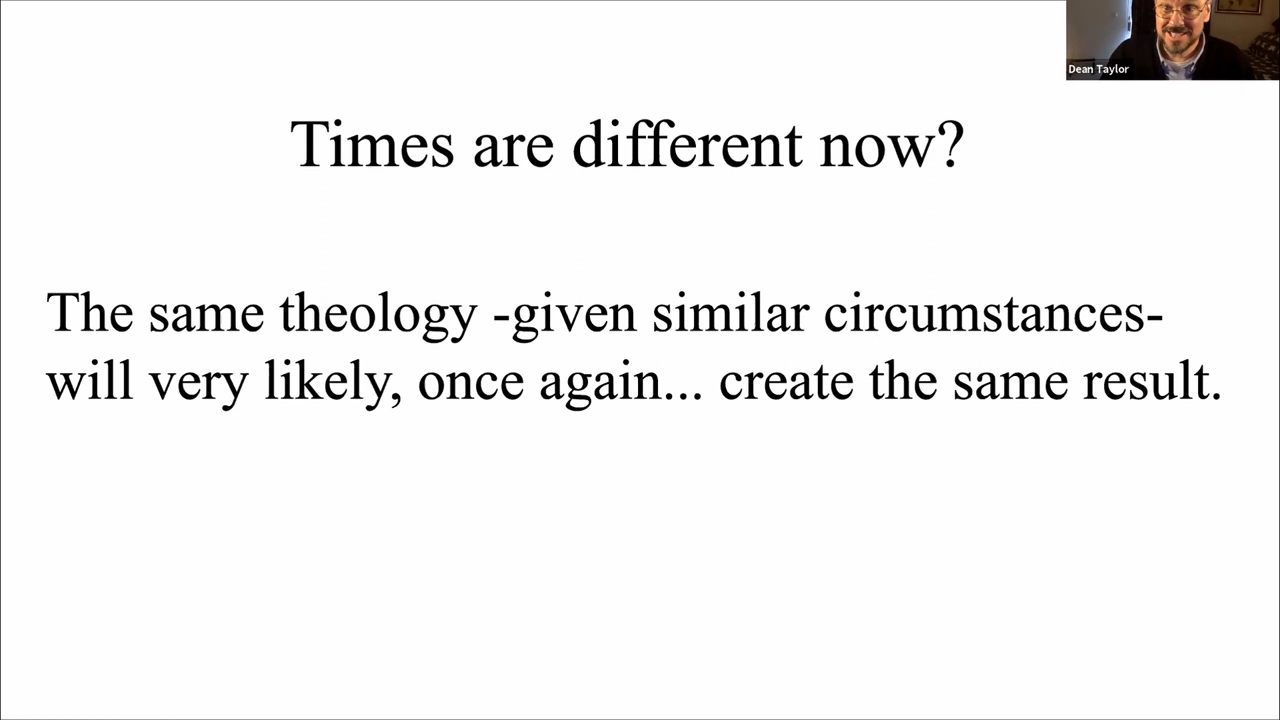 Dean Taylor
Times are different now?
The same theology -given similar circumstances-
will very likely, once again... create the same result.